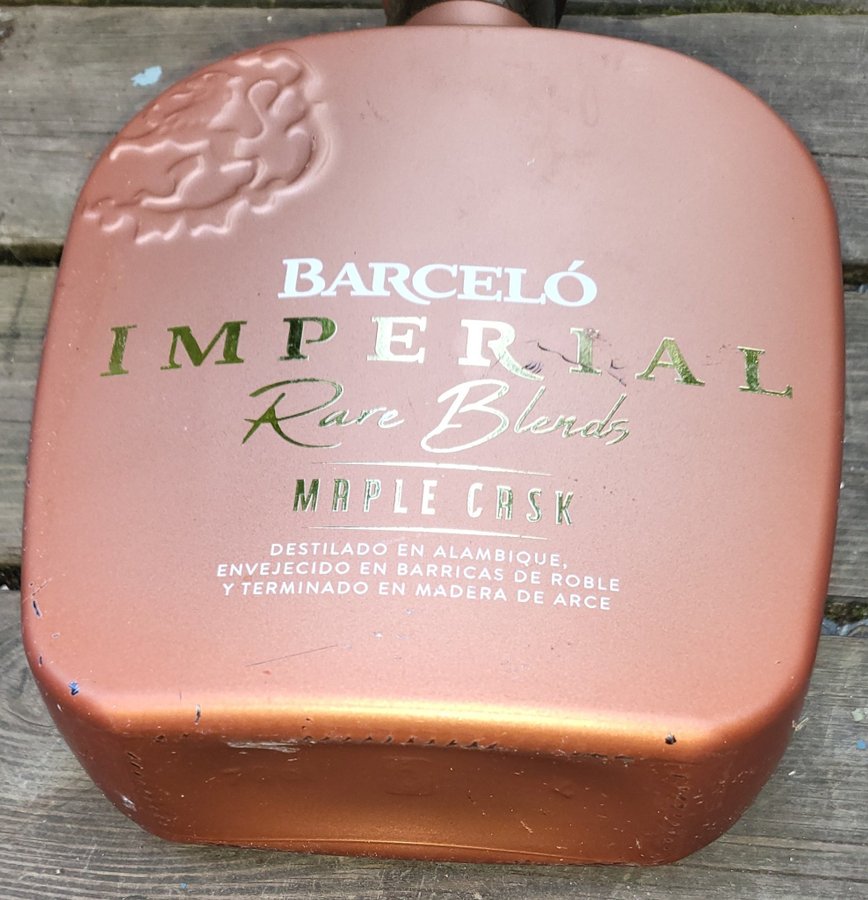 BARCELÓ
IMPERIAL
Rare Blends
MAPLE CASK
DESTILADO EN ALAMBIQUE,
ENVEJECIDO EN BARRICAS DE ROBLE
Y TERMINADO EN MADERA DE ARCE